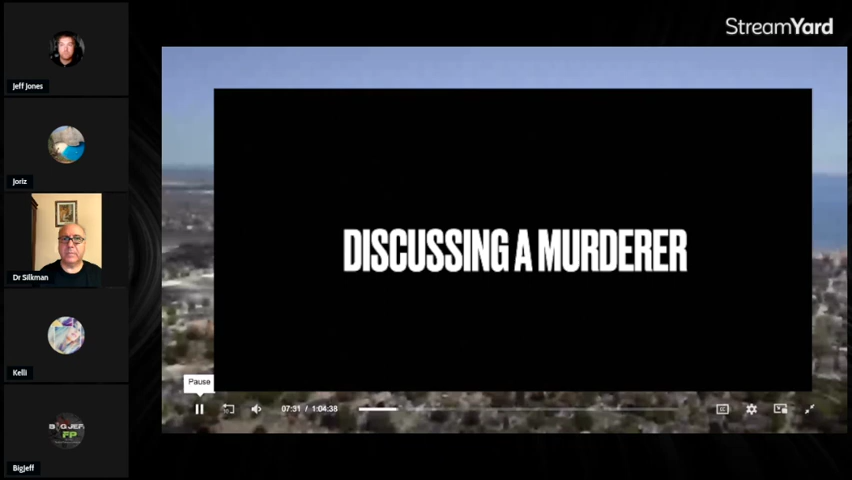 StreamYard
Jeff Jones
Joriz
Dr Silkman
Kelli
BigJeff
DISCUSSING A MURDERER
Pause
07:31 / 1:04:38